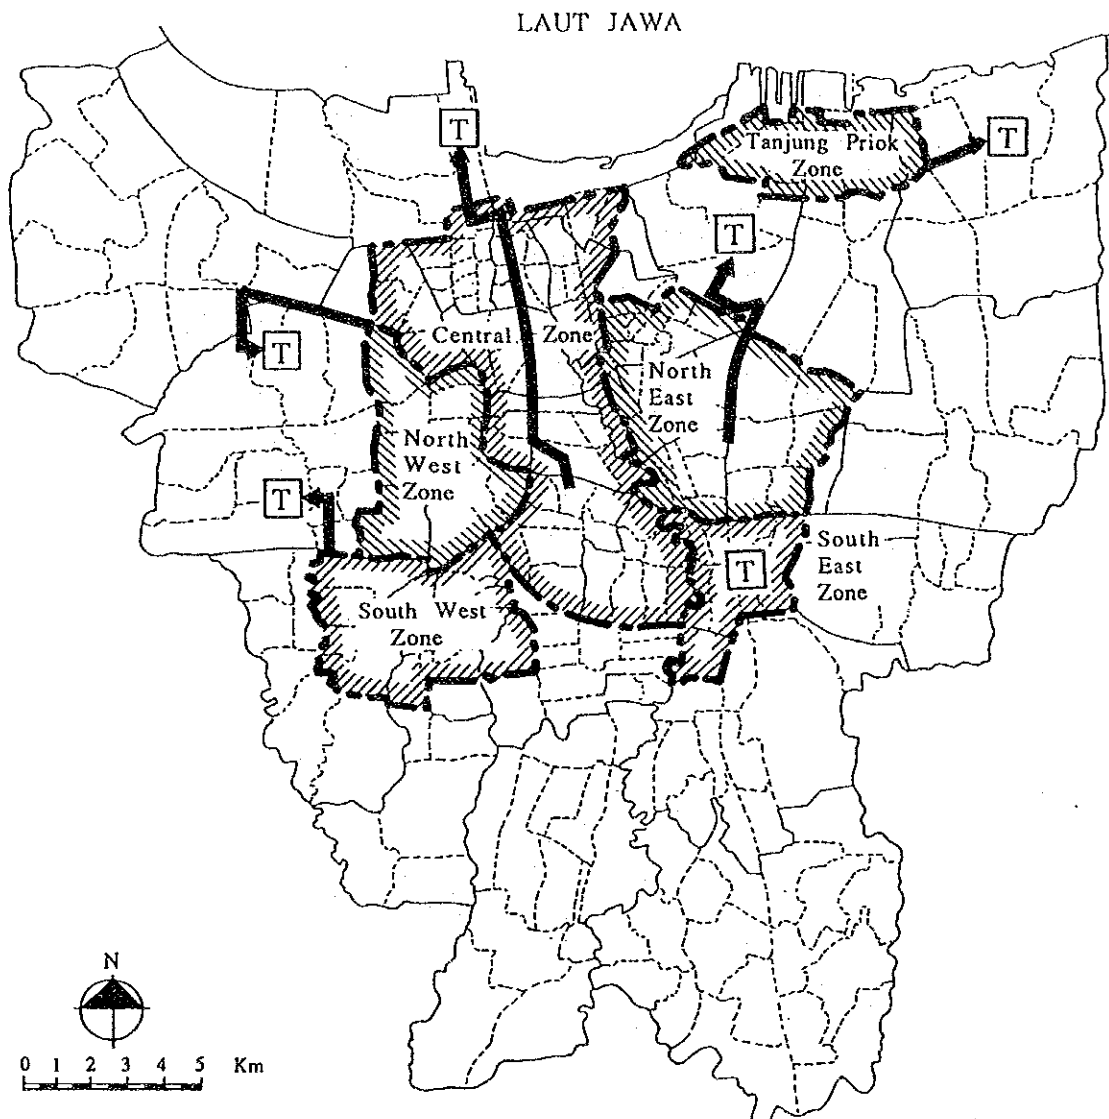 LAUT JAWA
T
Tanjung Priok
Zone
T
T
Central Zone
T
North
East
Zone
North
West
Zone
T
South
East
Zone
T
South West
Zone
N
0 1 2 3 4 5 Km